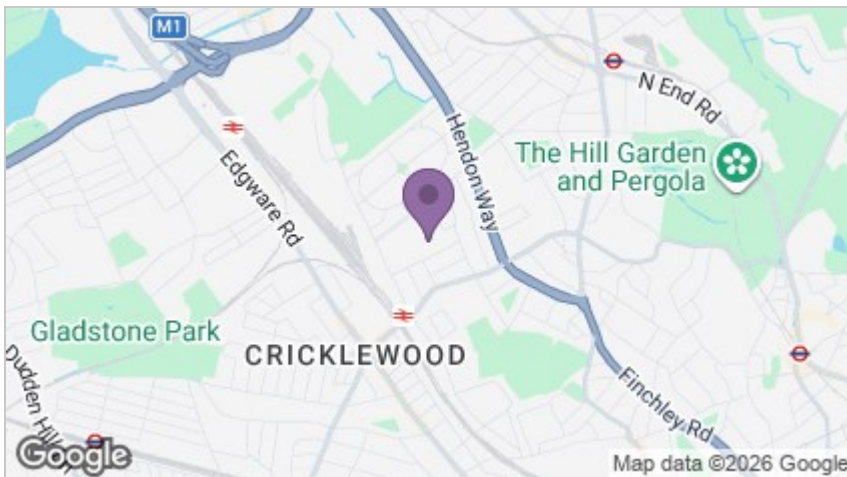 M1
N End Rd
Hendon Way
The Hill Garden
and Pergola
Edgware Rd
Gladstone Park
CRICKLEWOOD
Dudden Hill Ln
Finchley Rd
Google
Map data ©2026 Google